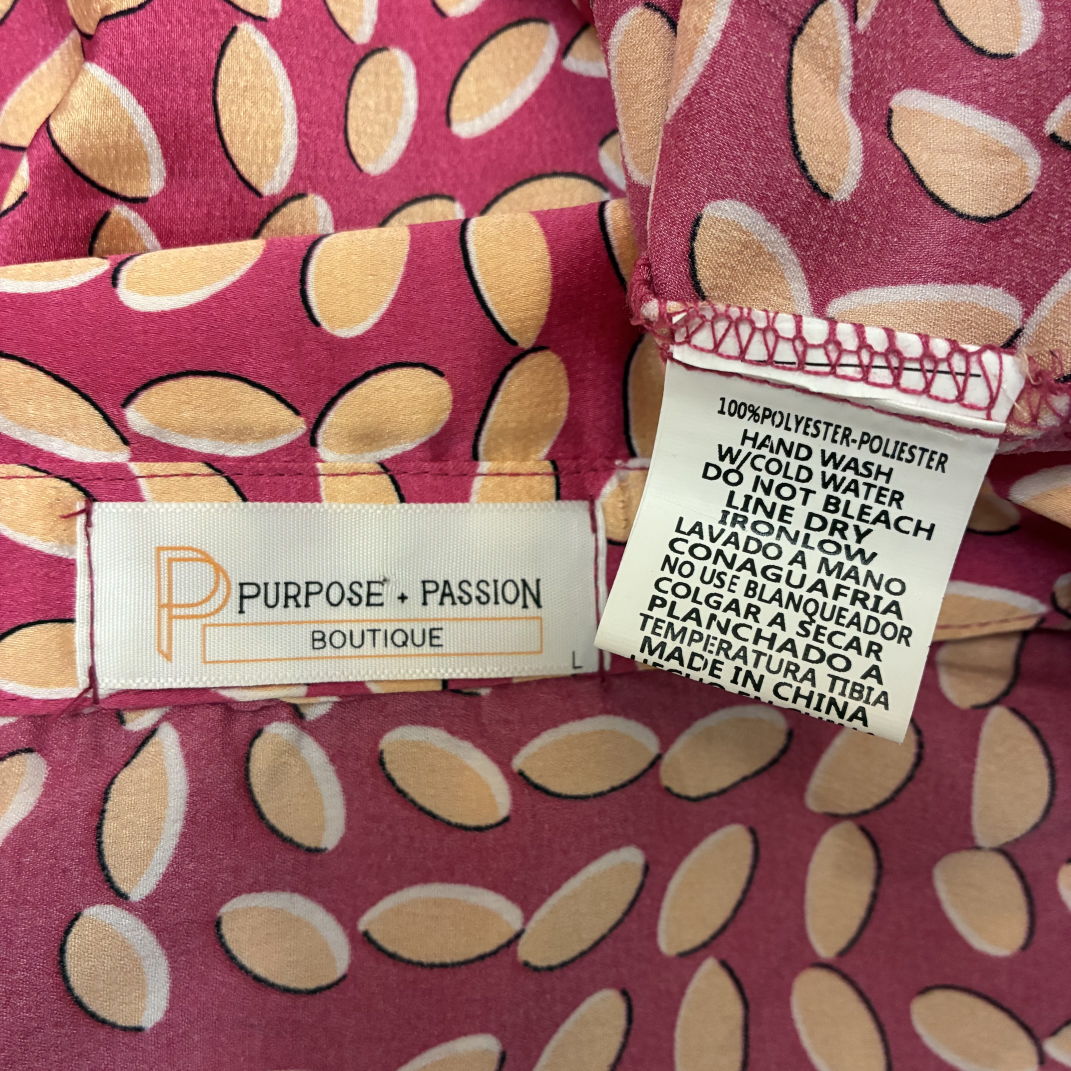 PURPOSE + PASSION
BOUTIQUE
L
100%POLYESTER-POLIESTER
HAND WASH
W/COLD WATER
DO NOT BLEACH
LINE DRY
IRONLOW
LAVADO A MANO
CONAGUAFRIA
NO USE BLANQUEADOR
COLGAR A SECAR
PLANCHADO A
TEMPERATURA TIBIA
MADE IN CHINA